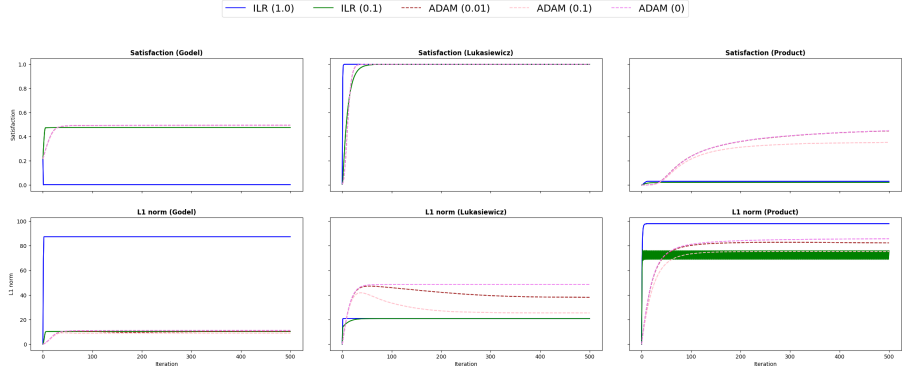 ILR (1.0) ILR (0.1) ADAM (0.01) ADAM (0.1) ADAM (0)
Satisfaction (Godel) Satisfaction (Lukasiewicz) Satisfaction (Product)
1.0
0.8
0.6
0.4
0.2
0.0
Satisfaction
L1 norm (Godel) L1 norm (Lukasiewicz) L1 norm (Product)
100
80
60
40
20
0
L1 norm
0 100 200 300 400 500 0 100 200 300 400 500 0 100 200 300 400 500
Iteration Iteration Iteration